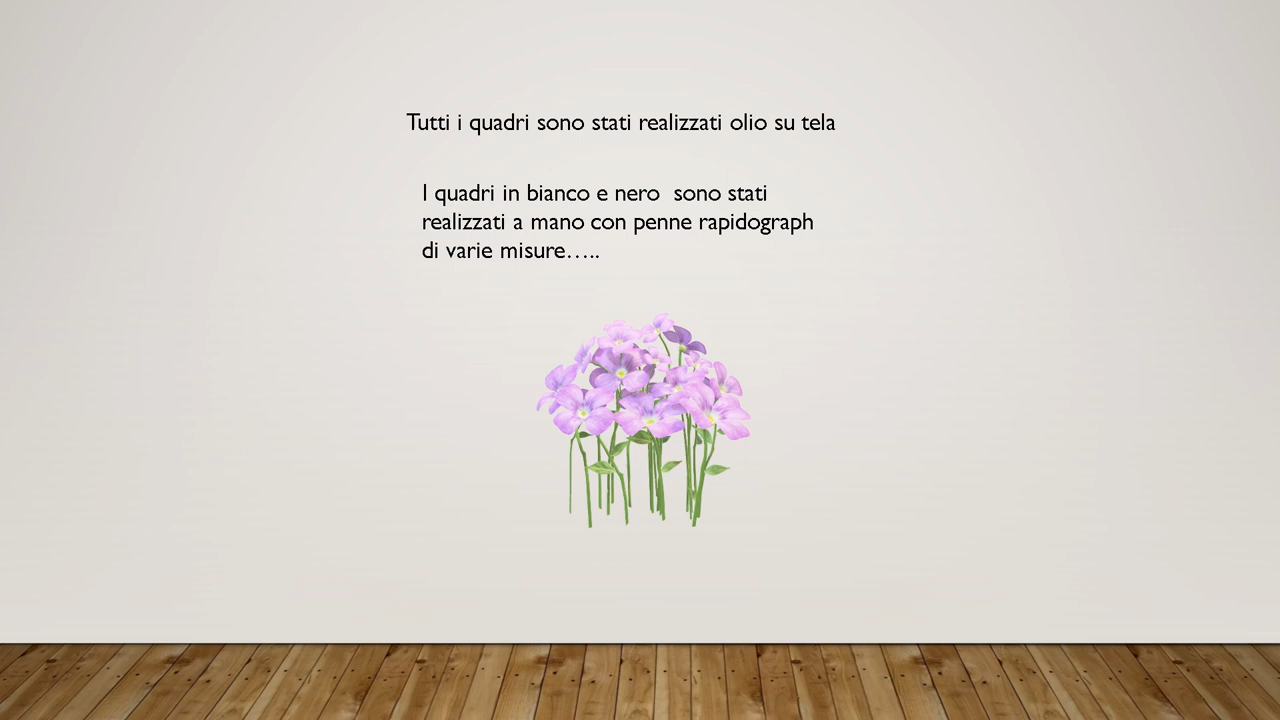 Tutti i quadri sono stati realizzati olio su tela
I quadri in bianco e nero  sono stati
realizzati a mano con penne rapidograph
di varie misure…..